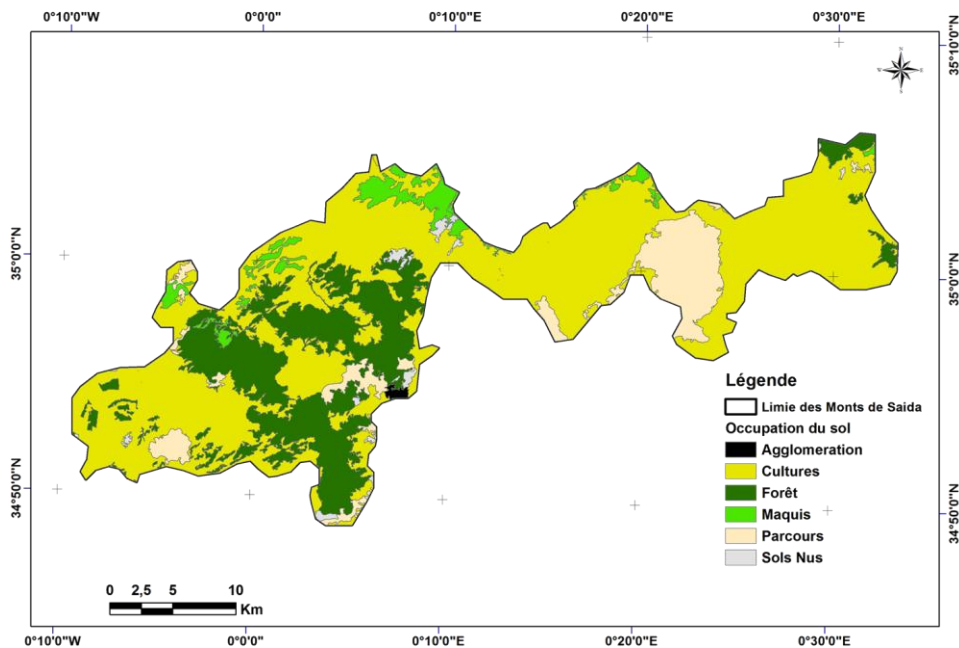 0°10'0"W 0°0'0" 0°10'0"E 0°20'0"E 0°30'0"E
35°10'0"N
35°0'0"N
35°0'0"N
34°50'0"N
34°50'0"N
Légende
Limie des Monts de Saida
Occupation du sol
Agglomeration
Cultures
Forêt
Maquis
Parcours
Sols Nus
0 2,5 5 10
Km
0°10'0"W 0°0'0" 0°10'0"E 0°20'0"E 0°30'0"E